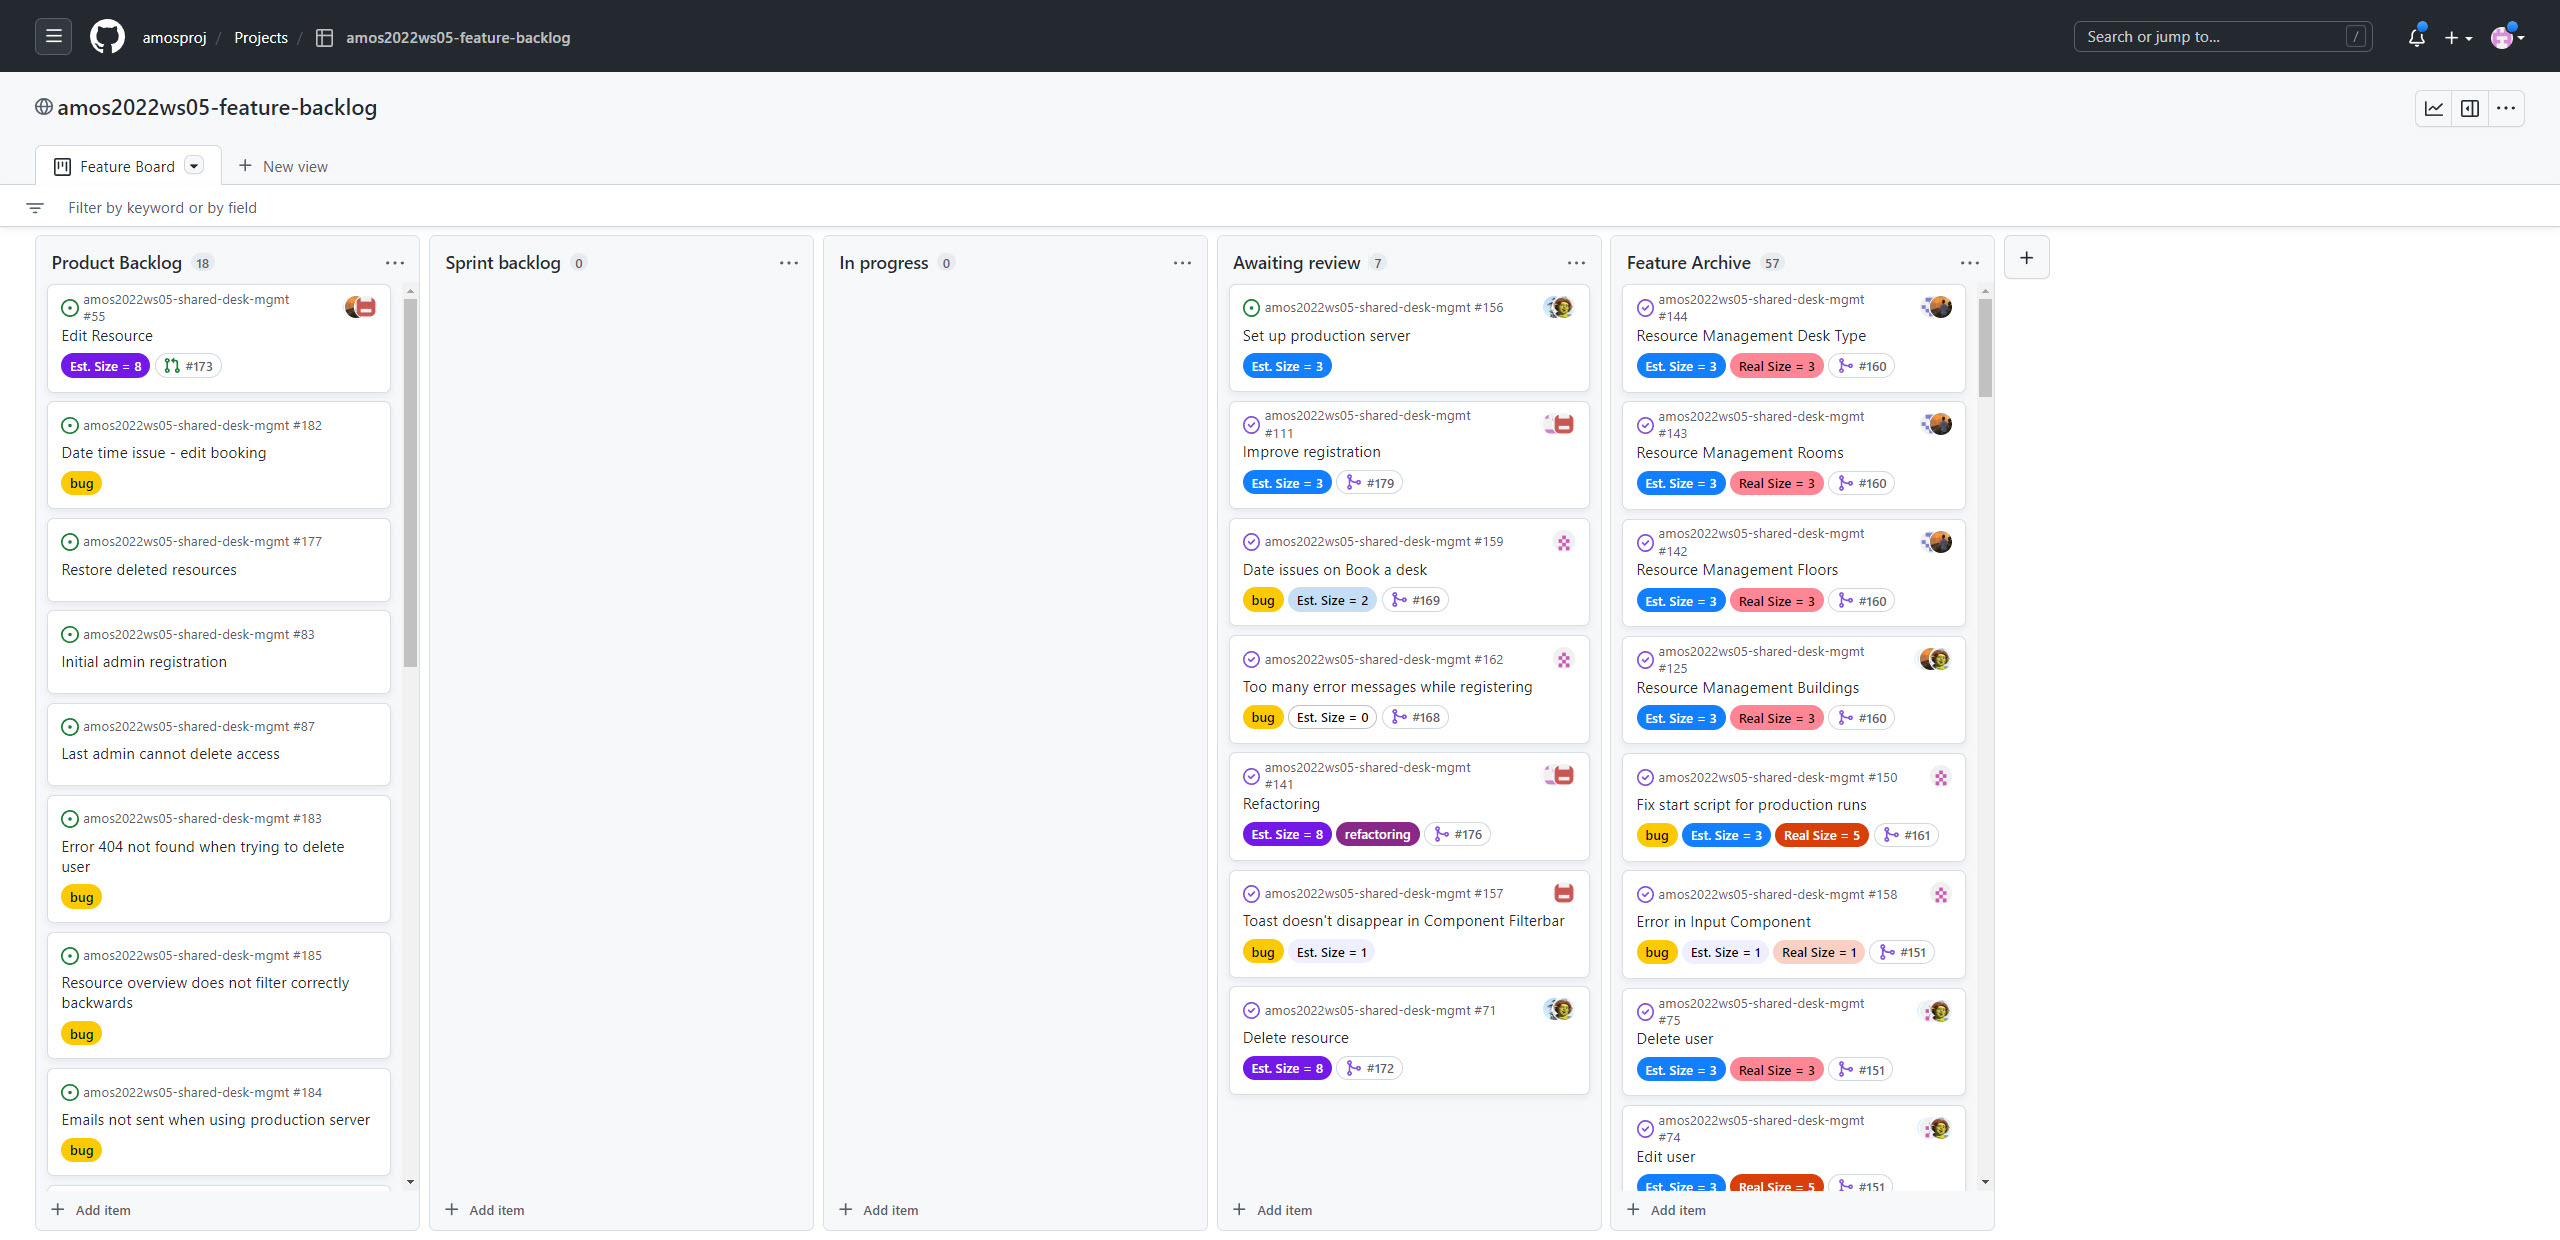 amosproj / Projects / amos2022ws05-feature-backlog
Search or jump to... /
amos2022ws05-feature-backlog
Feature Board
New view
Filter by keyword or by field
Product Backlog 18
amos2022ws05-shared-desk-mgmt
#55
Edit Resource
Est. Size = 8 #173
amos2022ws05-shared-desk-mgmt #182
Date time issue - edit booking
bug
amos2022ws05-shared-desk-mgmt #177
Restore deleted resources
amos2022ws05-shared-desk-mgmt #83
Initial admin registration
amos2022ws05-shared-desk-mgmt #87
Last admin cannot delete access
amos2022ws05-shared-desk-mgmt #183
Error 404 not found when trying to delete
user
bug
amos2022ws05-shared-desk-mgmt #185
Resource overview does not filter correctly
backwards
bug
amos2022ws05-shared-desk-mgmt #184
Emails not sent when using production server
bug
Add item
Sprint backlog 0
Add item
In progress 0
Add item
Awaiting review 7
amos2022ws05-shared-desk-mgmt #156
Set up production server
Est. Size = 3
amos2022ws05-shared-desk-mgmt
#111
Improve registration
Est. Size = 3 #179
amos2022ws05-shared-desk-mgmt #159
Date issues on Book a desk
bug Est. Size = 2 #169
amos2022ws05-shared-desk-mgmt #162
Too many error messages while registering
bug Est. Size = 0 #168
amos2022ws05-shared-desk-mgmt
#141
Refactoring
Est. Size = 8 refactoring #176
amos2022ws05-shared-desk-mgmt #157
Toast doesn't disappear in Component Filterbar
bug Est. Size = 1
amos2022ws05-shared-desk-mgmt #71
Delete resource
Est. Size = 8 #172
Add item
Feature Archive 57
amos2022ws05-shared-desk-mgmt
#144
Resource Management Desk Type
Est. Size = 3 Real Size = 3 #160
amos2022ws05-shared-desk-mgmt
#143
Resource Management Rooms
Est. Size = 3 Real Size = 3 #160
amos2022ws05-shared-desk-mgmt
#142
Resource Management Floors
Est. Size = 3 Real Size = 3 #160
amos2022ws05-shared-desk-mgmt
#125
Resource Management Buildings
Est. Size = 3 Real Size = 3 #160
amos2022ws05-shared-desk-mgmt #150
Fix start script for production runs
bug Est. Size = 3 Real Size = 5 #161
amos2022ws05-shared-desk-mgmt #158
Error in Input Component
bug Est. Size = 1 Real Size = 1 #151
amos2022ws05-shared-desk-mgmt
#75
Delete user
Est. Size = 3 Real Size = 3 #151
amos2022ws05-shared-desk-mgmt
#74
Edit user
Est. Size = 3 Real Size = 5 #151
Add item